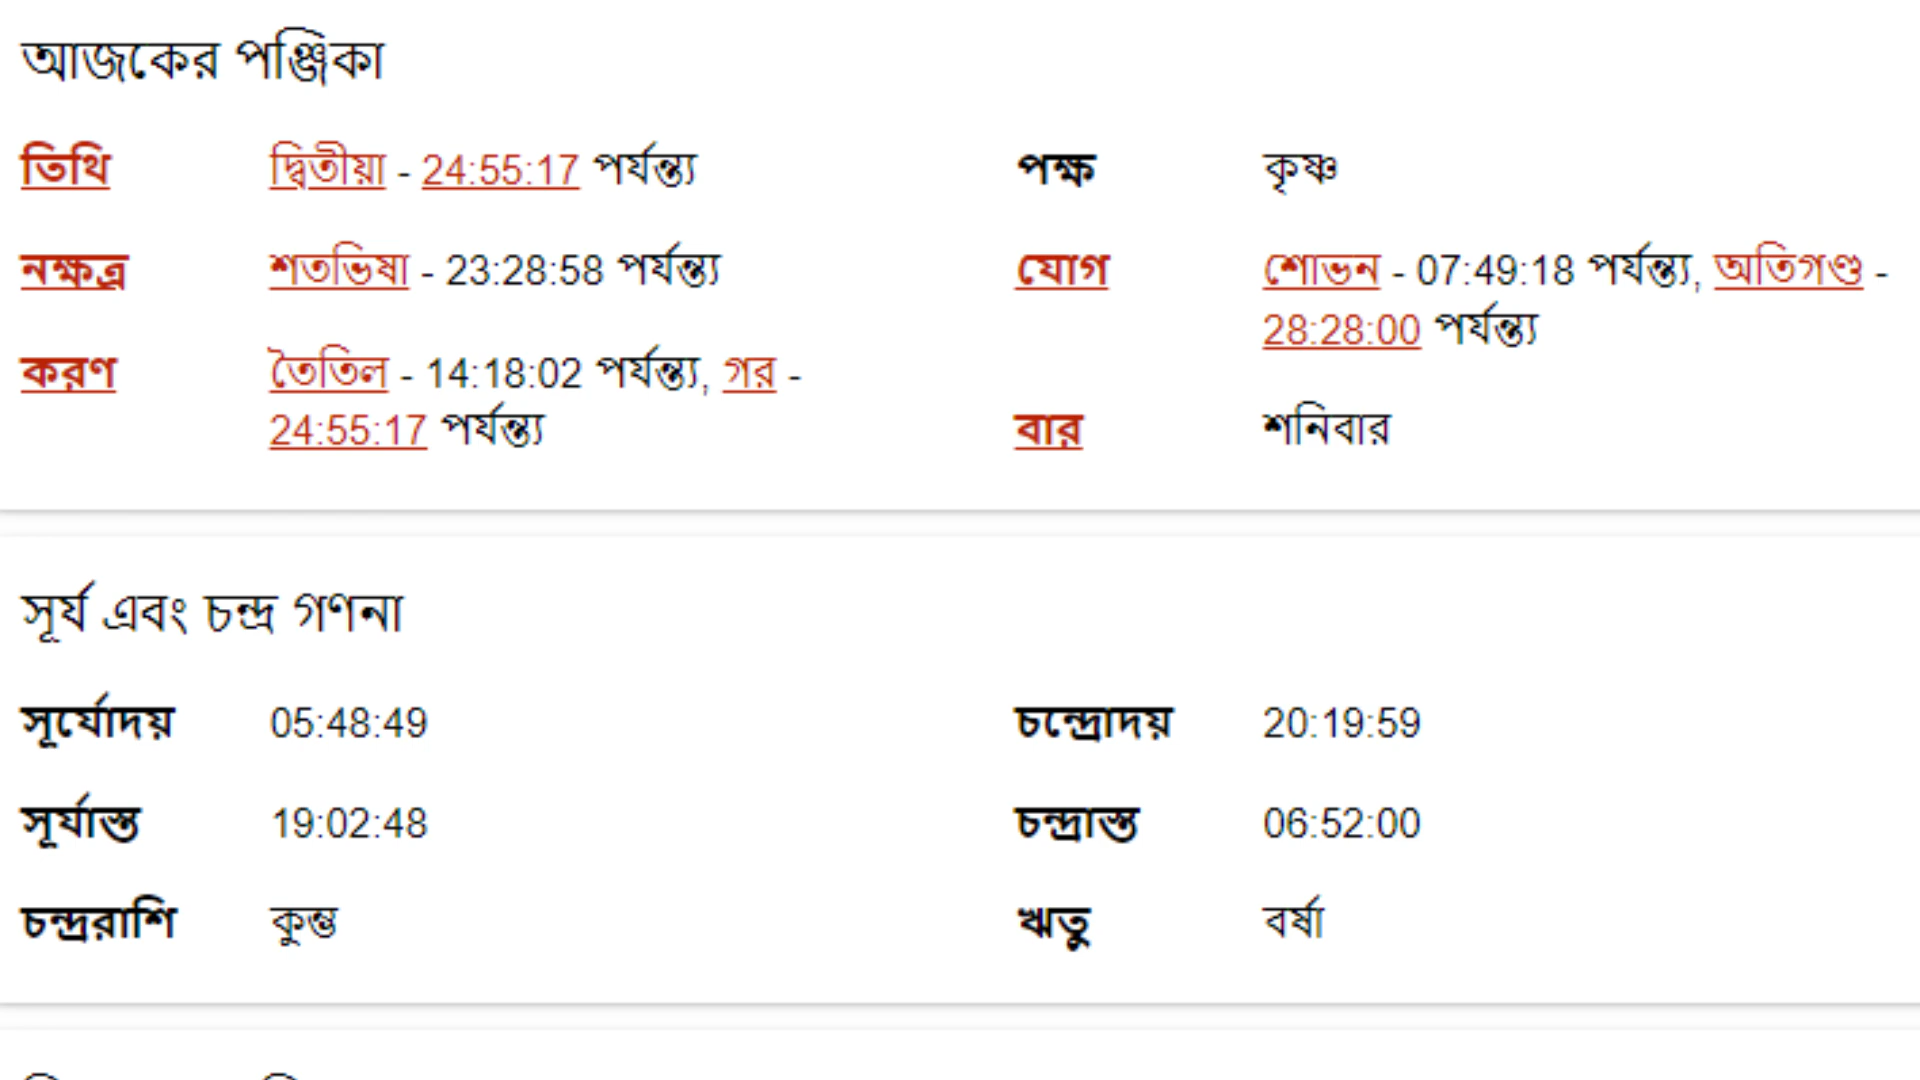 আজকের পঞ্জিকা
তিথি দ্বিতীয়া - 24:55:17 পর্যন্ত্য
পক্ষ কৃষ্ণ
নক্ষত্র শতভিষা - 23:28:58 পর্যন্ত্য
যোগ শোভন - 07:49:18 পর্যন্ত্য, অতিগণ্ড -
28:28:00 পর্যন্ত্য
করণ তৈতিল - 14:18:02 পর্যন্ত্য, গর -
24:55:17 পর্যন্ত্য
বার শনিবার
সূর্য এবং চন্দ্র গণনা
সূর্যোদয় 05:48:49
চন্দ্রোদয় 20:19:59
সূর্যাস্ত 19:02:48
চন্দ্রাস্ত 06:52:00
চন্দ্ররাশি কুম্ভ
ঋতু বর্ষা